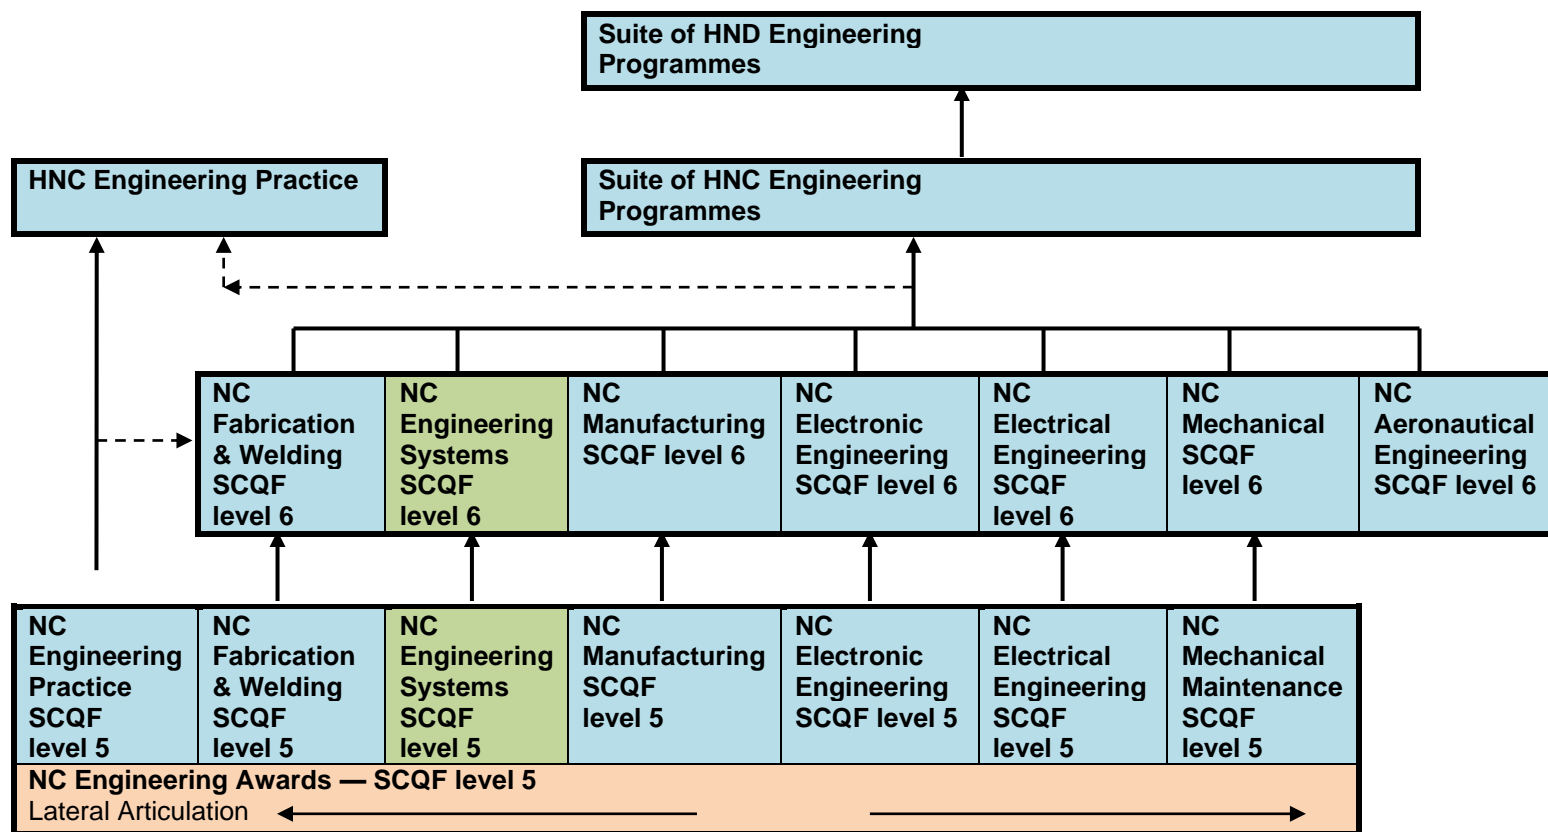 Suite of HND Engineering
Programmes
HNC Engineering Practice
Suite of HNC Engineering
Programmes
NC
Fabrication
& Welding
SCQF
level 6
NC
Engineering
Systems
SCQF
level 6
NC
Manufacturing
SCQF level 6
NC
Electronic
Engineering
SCQF level 6
NC
Electrical
Engineering
SCQF
level 6
NC
Mechanical
SCQF
level 6
NC
Aeronautical
Engineering
SCQF level 6
NC
Engineering
Practice
SCQF
level 5
NC
Fabrication
& Welding
SCQF
level 5
NC
Engineering
Systems
SCQF
level 5
NC
Manufacturing
SCQF
level 5
NC
Electronic
Engineering
SCQF level 5
NC
Electrical
Engineering
SCQF
level 5
NC
Mechanical
Maintenance
SCQF
level 5
NC Engineering Awards — SCQF level 5
Lateral Articulation